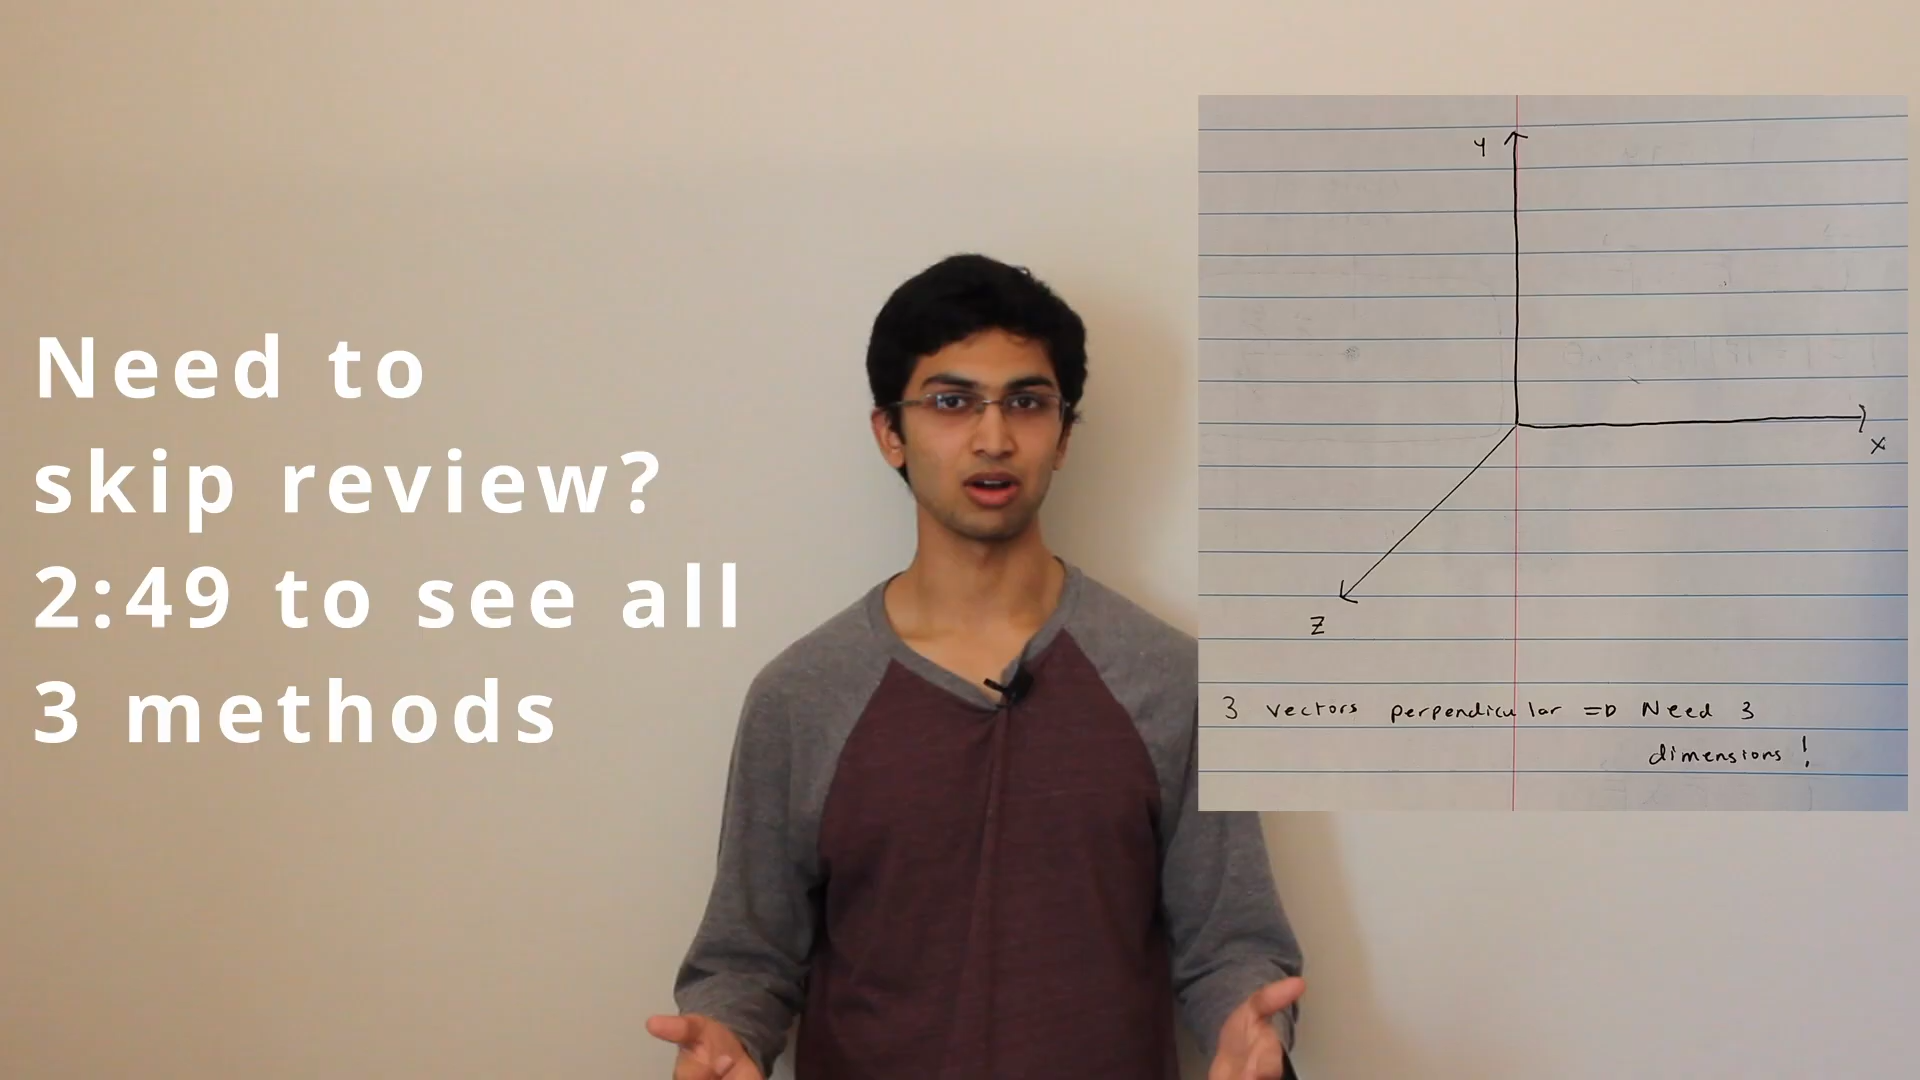 Need to
skip review?
2:49 to see all
3 methods
Y
X
Z
3 vectors perpendicular => Need 3
dimensions!